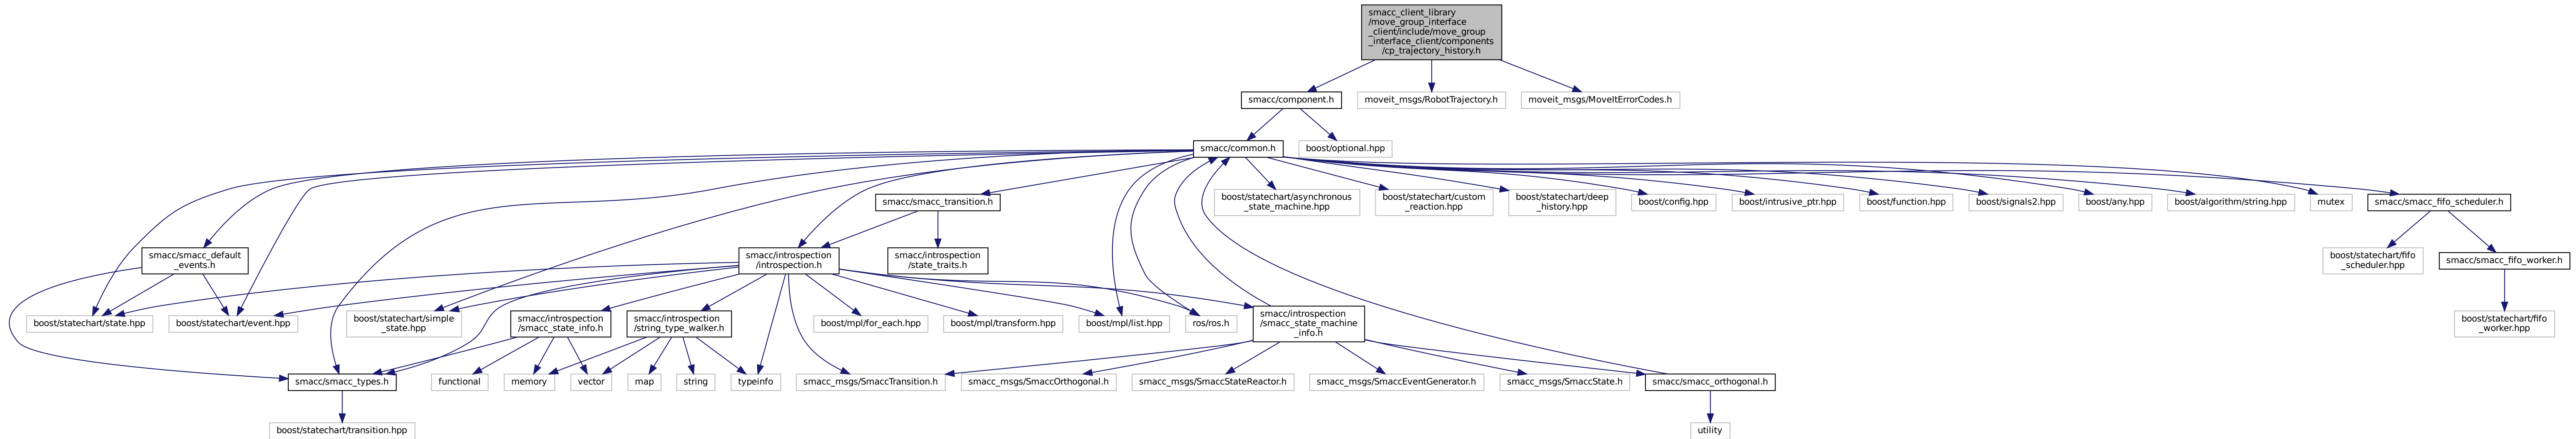 smacc_client_library
/move_group_interface
_client/include/move_group
_interface_client/components
/cp_trajectory_history.h
smacc/component.h
moveit_msgs/RobotTrajectory.h
moveit_msgs/MoveItErrorCodes.h
smacc/common.h
boost/optional.hpp
smacc/smacc_transition.h
boost/statechart/asynchronous
_state_machine.hpp
boost/statechart/custom
_reaction.hpp
boost/statechart/deep
_history.hpp
boost/config.hpp
boost/intrusive_ptr.hpp
boost/function.hpp
boost/signals2.hpp
boost/any.hpp
boost/algorithm/string.hpp
mutex
smacc/smacc_fifo_scheduler.h
smacc/smacc_default
_events.h
smacc/introspection
/introspection.h
smacc/introspection
/state_traits.h
boost/statechart/fifo
_scheduler.hpp
smacc/smacc_fifo_worker.h
boost/statechart/state.hpp
boost/statechart/event.hpp
boost/statechart/simple
_state.hpp
smacc/introspection
/smacc_state_info.h
smacc/introspection
/string_type_walker.h
boost/mpl/for_each.hpp
boost/mpl/transform.hpp
boost/mpl/list.hpp
ros/ros.h
smacc/introspection
/smacc_state_machine
_info.h
boost/statechart/fifo
_worker.hpp
smacc/smacc_types.h
functional
memory
vector
map
string
typeinfo
smacc_msgs/SmaccTransition.h
smacc_msgs/SmaccOrthogonal.h
smacc_msgs/SmaccStateReactor.h
smacc_msgs/SmaccEventGenerator.h
smacc_msgs/SmaccState.h
smacc/smacc_orthogonal.h
boost/statechart/transition.hpp
utility